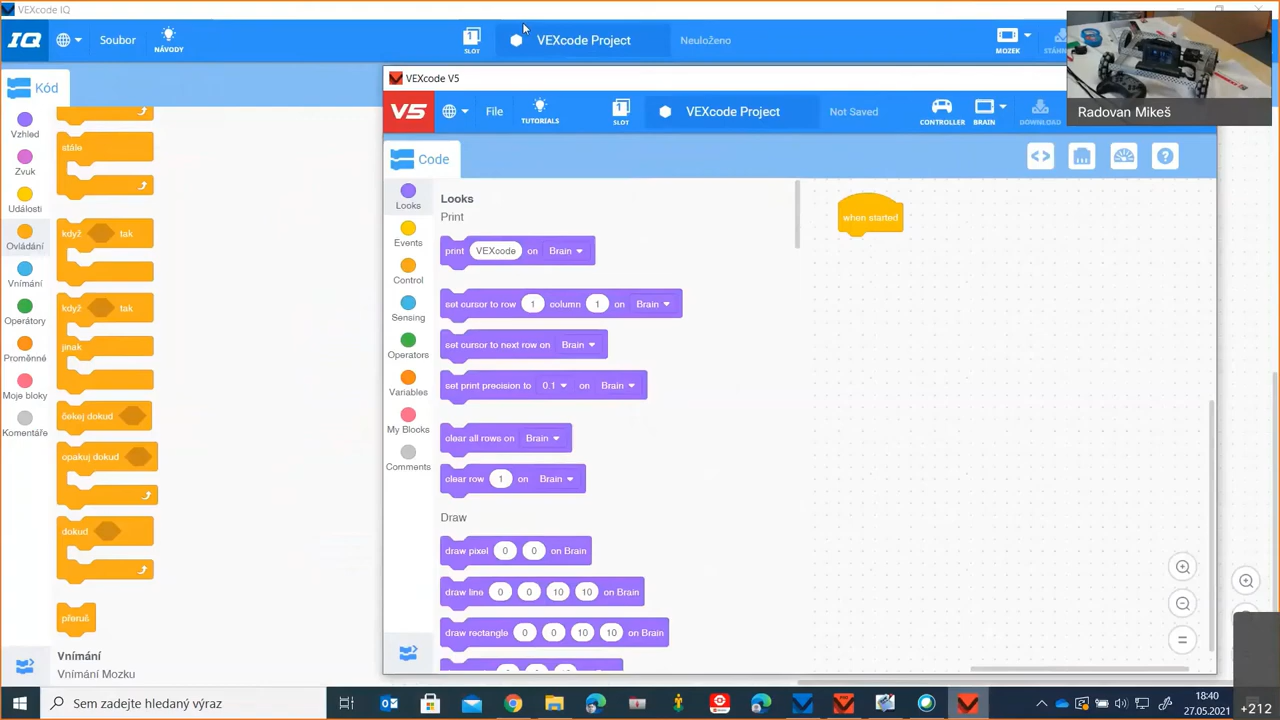 VEXcode IQ
IQ
Soubor
NÁVODY
1
SLOT
VEXcode Project
Neuloženo
MOZEK
Radovan Mikeš
Kód
Vzhled
Zvuk
Události
Ovládání
Vnímání
Operátory
Proměnné
Moje bloky
Komentáře
stále
když tak
když tak
jinak
čekej dokud
opakuj dokud
dokud
přeruš
Vnímání
Vnímání Mozku
VEXcode V5
V5
File
TUTORIALS
1
SLOT
VEXcode Project
Not Saved
CONTROLLER
BRAIN
DOWNLOAD
Code
Looks
Events
Control
Sensing
Operators
Variables
My Blocks
Comments
Looks
Print
print VEXcode on Brain
set cursor to row 1 column 1 on Brain
set cursor to next row on Brain
set print precision to 0.1 on Brain
clear all rows on Brain
clear row 1 on Brain
Draw
draw pixel 0 0 on Brain
draw line 0 0 10 10 on Brain
draw rectangle 0 0 10 10 on Brain
when started
Sem zadejte hledaný výraz
18:40
27.05.2021
+212